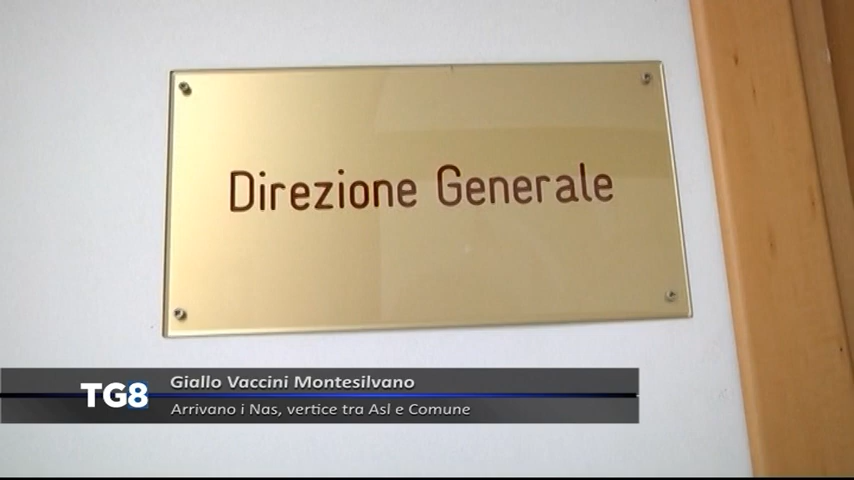 Direzione Generale
TG8
Giallo Vaccini Montesilvano
Arrivano i Nas, vertice tra Asl e Comune